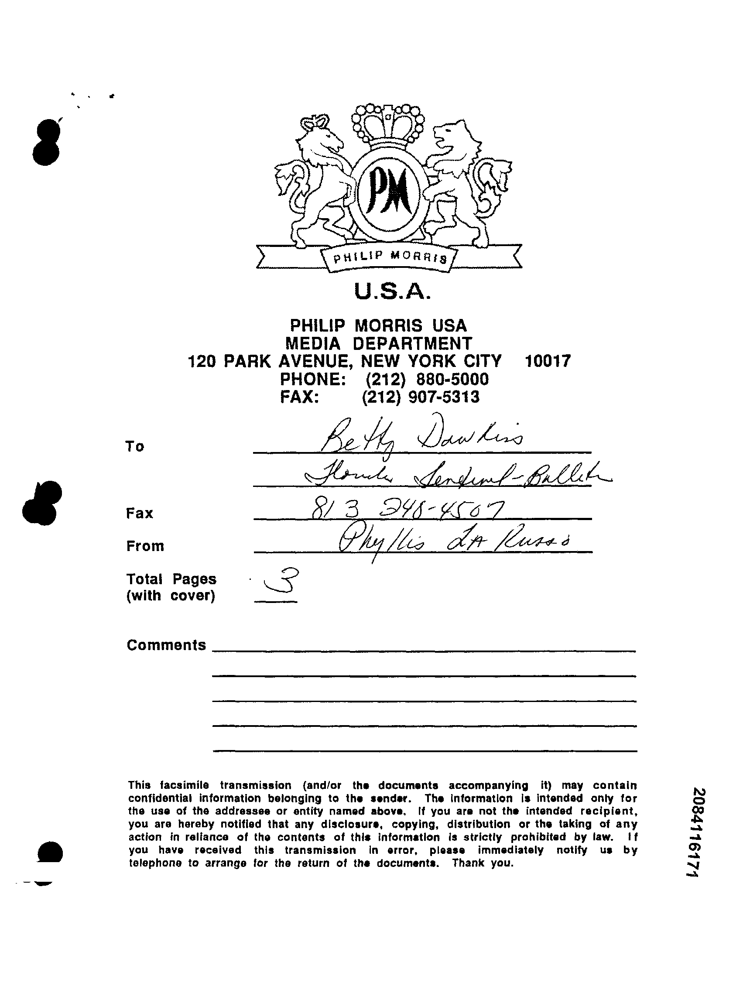 PM
PHILIP MORRIS
U.S.A.
PHILIP MORRIS USA
MEDIA DEPARTMENT
120 PARK AVENUE, NEW YORK CITY 10017
PHONE: (212) 880-5000
FAX: (212) 907-5313
To Betty Dawkins
Florida Sentinel-Bulletin
Fax 813 248-4507
From Phyllis LA Russo
Total Pages 3
(with cover)
Comments
This facsimile transmission (and/or the documents accompanying it) may contain
confidential information belonging to the sender. The information is intended only for
the use of the addressee or entity named above. If you are not the intended recipient,
you are hereby notified that any disclosure, copying, distribution or the taking of any
action in reliance of the contents of this information is strictly prohibited by law. If
you have received this transmission in error, please immediately notify us by
telephone to arrange for the return of the documents. Thank you.
2084116171